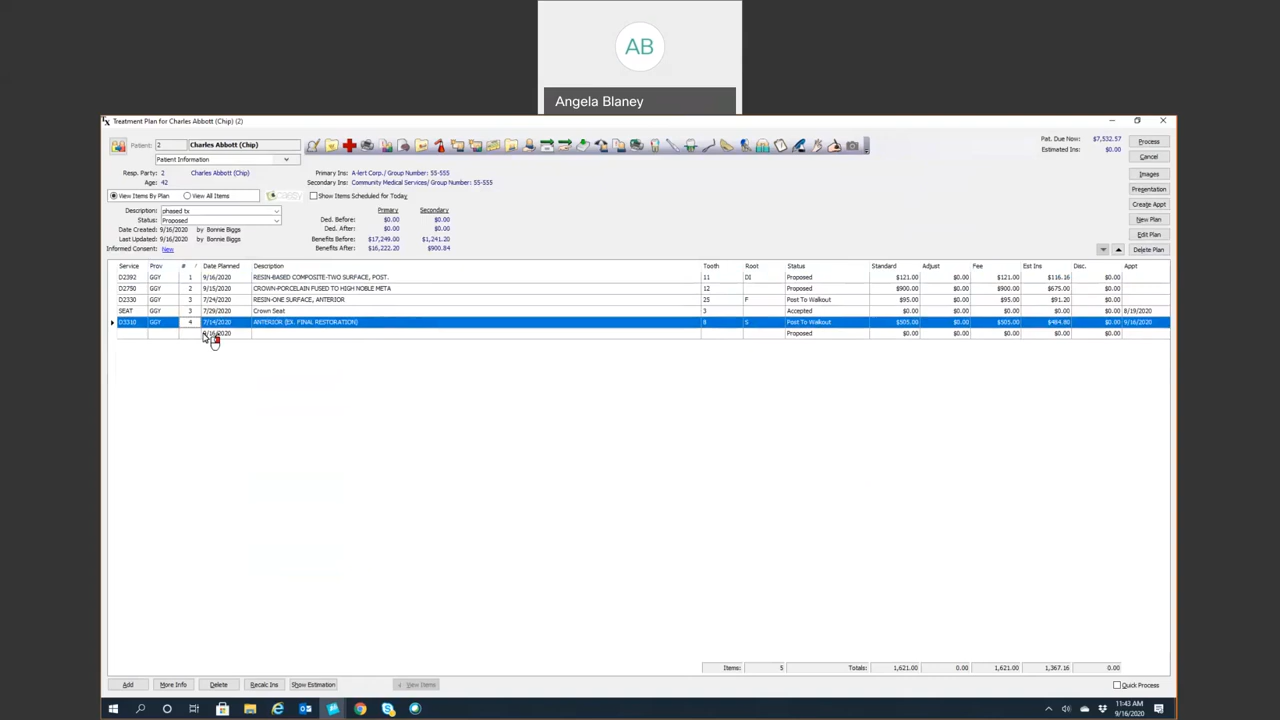 AB
Angela Blaney
Treatment Plan for Charles Abbott (Chip) (2)
Patient: 2 Charles Abbott (Chip)
Patient Information
Resp. Party: 2 Charles Abbott (Chip)
Age: 42
Primary Ins: A-lert Corp./ Group Number: 55-555
Secondary Ins: Community Medical Services/ Group Number: 55-555
Pat. Due Now: $7,532.57
Estimated Ins: $0.00
Process
Cancel
Images
Presentation
Create Appt
New Plan
Edit Plan
Delete Plan
View Items By Plan View All Items
Show Items Scheduled for Today
Description: phased tx
Status: Proposed
Date Created: 9/16/2020 by Bonnie Biggs
Last Updated: 9/16/2020 by Bonnie Biggs
Informed Consent: New
Primary Secondary
Ded. Before: $0.00 $0.00
Ded. After: $0.00 $0.00
Benefits Before: $17,249.00 $1,241.20
Benefits After: $16,222.20 $900.84
Service Prov # / Date Planned Description Tooth Root Status Standard Adjust Fee Est Ins Disc. Appt
D2392 GGY 1 9/16/2020 RESIN-BASED COMPOSITE-TWO SURFACE, POST. 11 DI Proposed $121.00 $0.00 $121.00 $116.16 $0.00
D2750 GGY 2 9/15/2020 CROWN-PORCELAIN FUSED TO HIGH NOBLE META 12 Proposed $900.00 $0.00 $900.00 $675.00 $0.00
D2330 GGY 3 7/24/2020 RESIN-ONE SURFACE, ANTERIOR 25 F Post To Walkout $95.00 $0.00 $95.00 $91.20 $0.00
SEAT GGY 3 7/29/2020 Crown Seat 3 Accepted $0.00 $0.00 $0.00 $0.00 $0.00 8/19/2020
D3310 GGY 4 7/14/2020 ANTERIOR (EX. FINAL RESTORATION) 8 S Post To Walkout $505.00 $0.00 $505.00 $484.80 $0.00 9/16/2020
9/16/2020 Proposed $0.00 $0.00 $0.00 $0.00 $0.00
Items: 5 Totals: 1,621.00 0.00 1,621.00 1,367.16 0.00
Add More Info Delete Recalc Ins Show Estimation View Items Quick Process
11:43 AM
9/16/2020